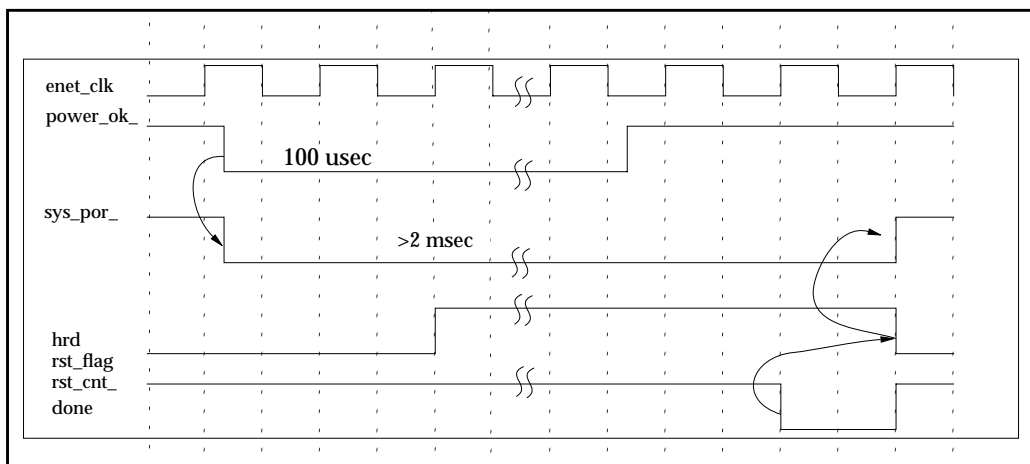 enet_clk
power_ok_
100 usec
sys_por_
>2 msec
hrd
rst_flag
rst_cnt_
done